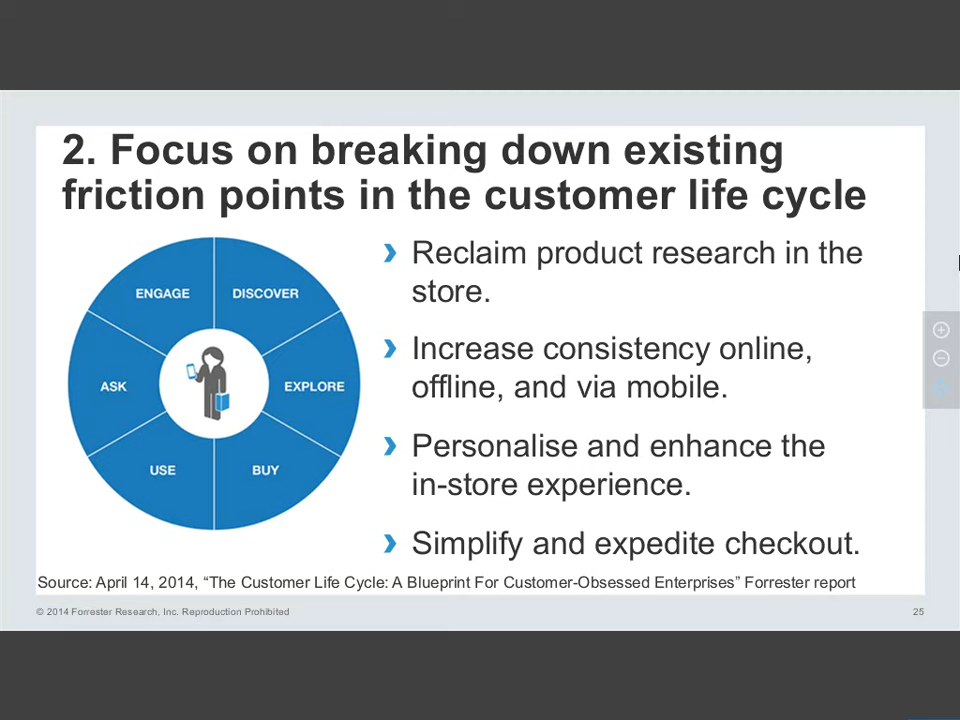 2. Focus on breaking down existing
friction points in the customer life cycle
ENGAGE
DISCOVER
ASK
EXPLORE
USE
BUY
› Reclaim product research in the
store.
› Increase consistency online,
offline, and via mobile.
› Personalise and enhance the
in-store experience.
› Simplify and expedite checkout.
Source: April 14, 2014, “The Customer Life Cycle: A Blueprint For Customer-Obsessed Enterprises” Forrester report
© 2014 Forrester Research, Inc. Reproduction Prohibited
25